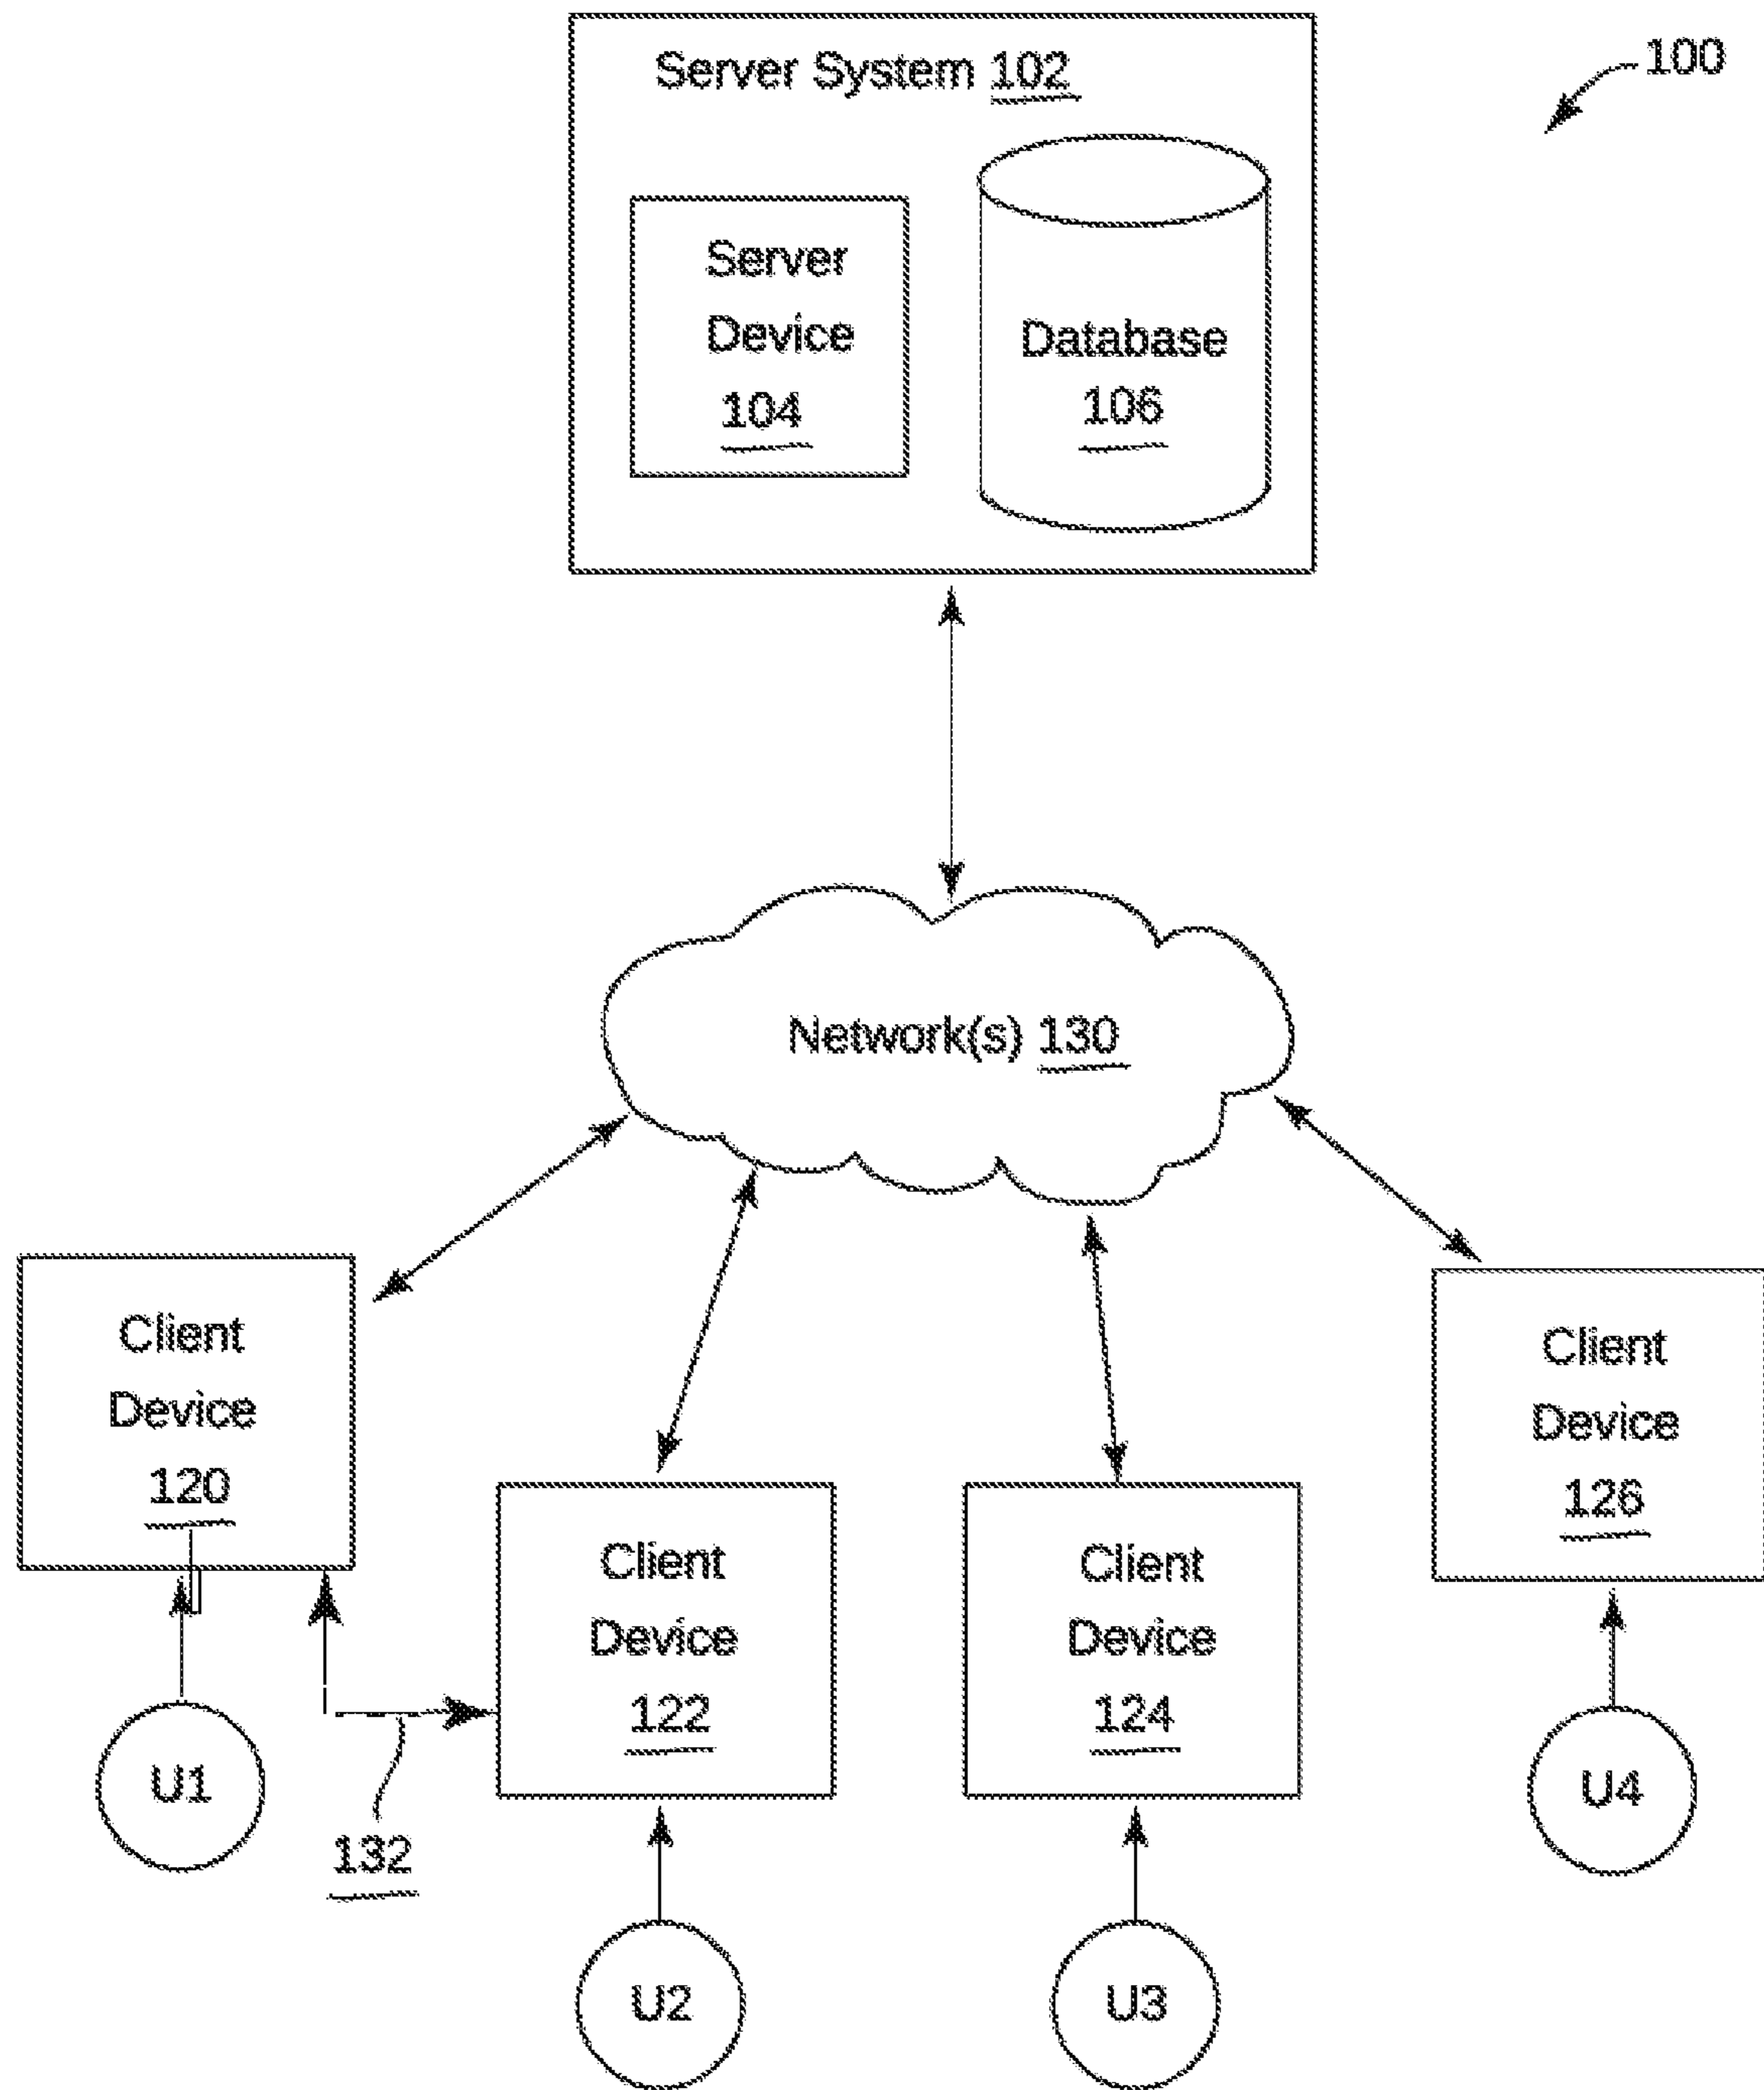 Server System 102
100
Server
Device
104
Database
106
Network(s) 130
Client
Device
120
Client
Device
122
Client
Device
124
Client
Device
126
U1
132
U2
U3
U4